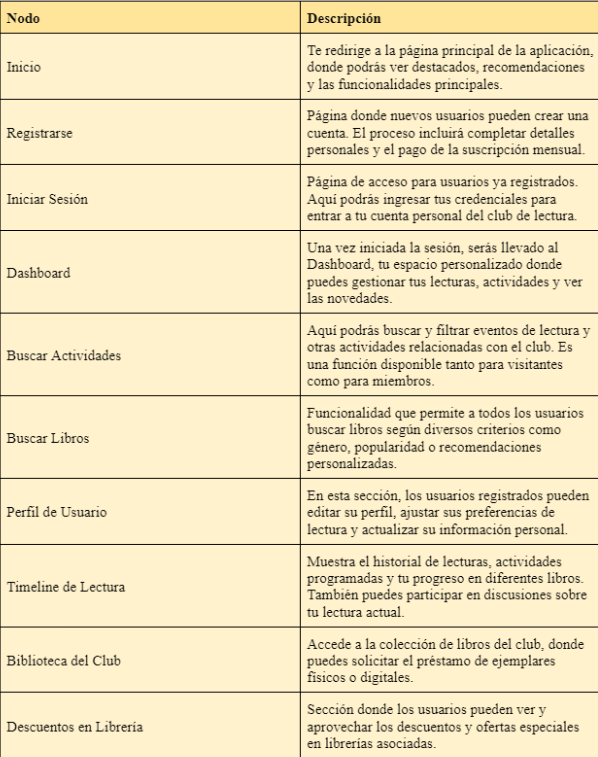 Nodo
Descripción
Inicio
Te redirige a la página principal de la aplicación,
donde podrás ver destacados, recomendaciones
y las funcionalidades principales.
Registrarse
Página donde nuevos usuarios pueden crear una
cuenta. El proceso incluirá completar detalles
personales y el pago de la suscripción mensual.
Iniciar Sesión
Página de acceso para usuarios ya registrados.
Aquí podrás ingresar tus credenciales para
entrar a tu cuenta personal del club de lectura.
Dashboard
Una vez iniciada la sesión, serás llevado al
Dashboard, tu espacio personalizado donde
puedes gestionar tus lecturas, actividades y ver
las novedades.
Buscar Actividades
Aquí podrás buscar y filtrar eventos de lectura y
otras actividades relacionadas con el club. Es
una función disponible tanto para visitantes
como para miembros.
Buscar Libros
Funcionalidad que permite a todos los usuarios
buscar libros según diversos criterios como
género, popularidad o recomendaciones
personalizadas.
Perfil de Usuario
En esta sección, los usuarios registrados pueden
editar su perfil, ajustar sus preferencias de
lectura y actualizar su información personal.
Timeline de Lectura
Muestra el historial de lecturas, actividades
programadas y tu progreso en diferentes libros.
También puedes participar en discusiones sobre
tu lectura actual.
Biblioteca del Club
Accede a la colección de libros del club, donde
puedes solicitar el préstamo de ejemplares
físicos o digitales.
Descuentos en Librería
Sección donde los usuarios pueden ver y
aprovechar los descuentos y ofertas especiales
en librerías asociadas.